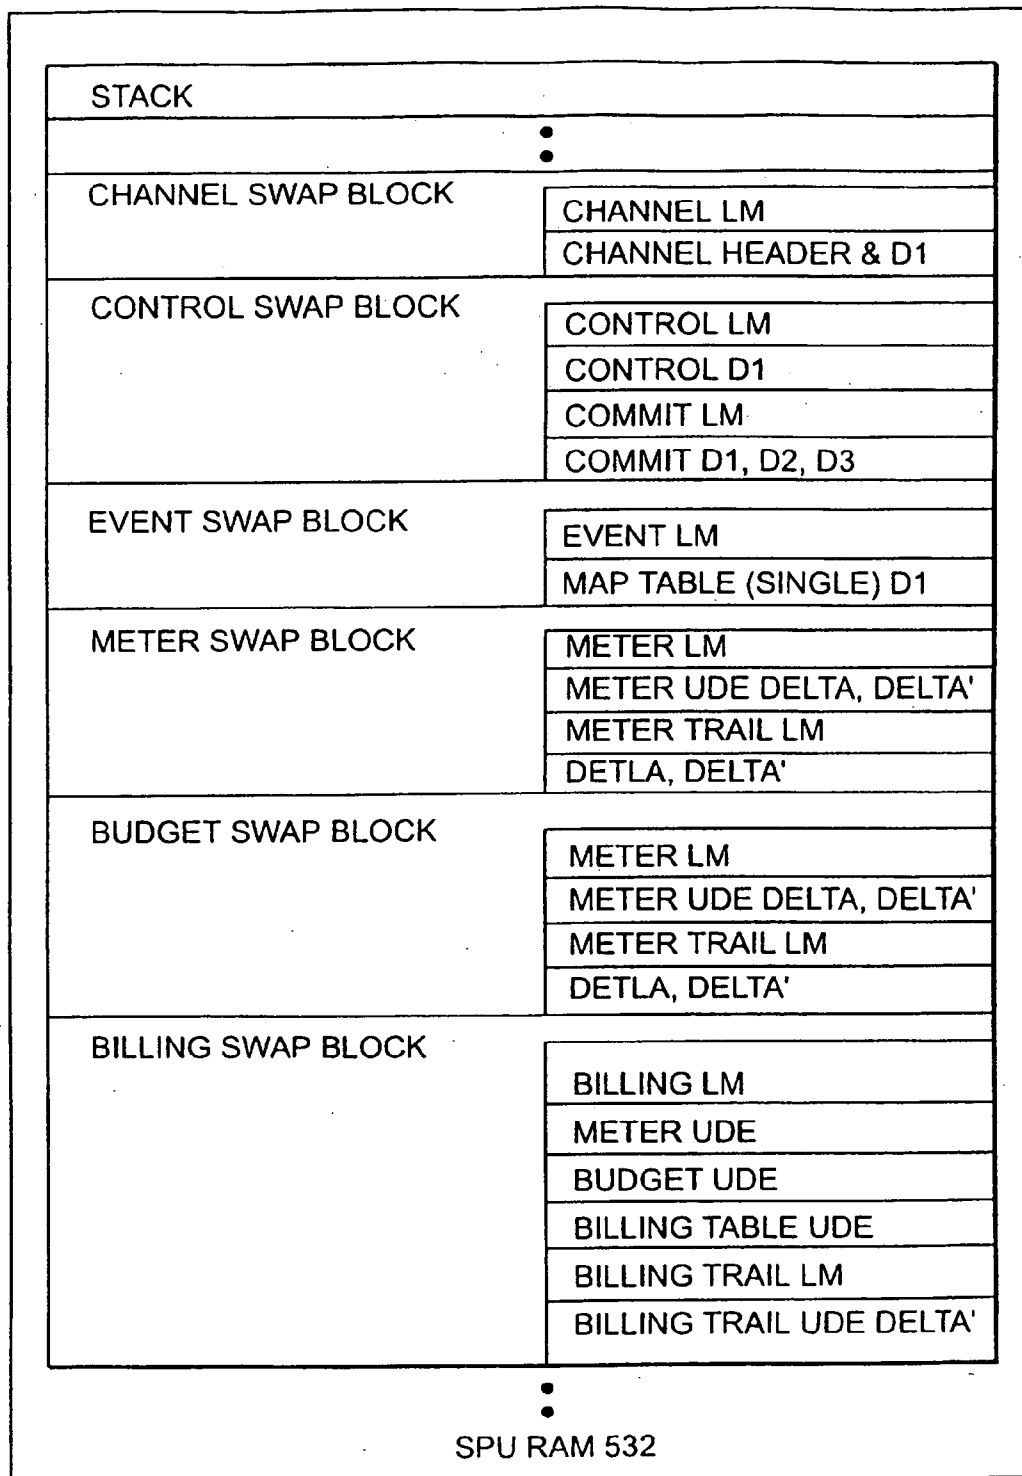 STACK
CHANNEL SWAP BLOCK
CHANNEL LM
CHANNEL HEADER & D1
CONTROL SWAP BLOCK
CONTROL LM
CONTROL D1
COMMIT LM
COMMIT D1, D2, D3
EVENT SWAP BLOCK
EVENT LM
MAP TABLE (SINGLE) D1
METER SWAP BLOCK
METER LM
METER UDE DELTA, DELTA'
METER TRAIL LM
DETLA, DELTA'
BUDGET SWAP BLOCK
METER LM
METER UDE DELTA, DELTA'
METER TRAIL LM
DETLA, DELTA'
BILLING SWAP BLOCK
BILLING LM
METER UDE
BUDGET UDE
BILLING TABLE UDE
BILLING TRAIL LM
BILLING TRAIL UDE DELTA'
SPU RAM 532